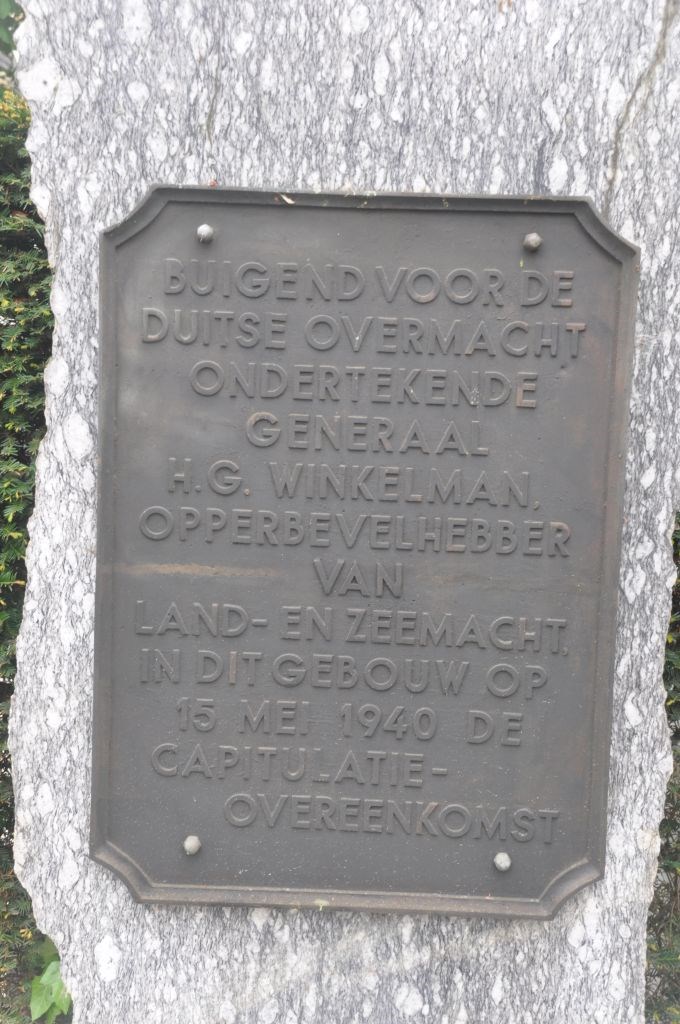 BUIGEND VOOR DE
DUITSE OVERMACHT
ONDERTEKENDE
GENERAAL
H.G. WINKELMAN,
OPPERBEVELHEBBER
VAN
LAND- EN ZEEMACHT,
IN DIT GEBOUW OP
15 MEI 1940 DE
CAPITULATIE-
OVEREENKOMST